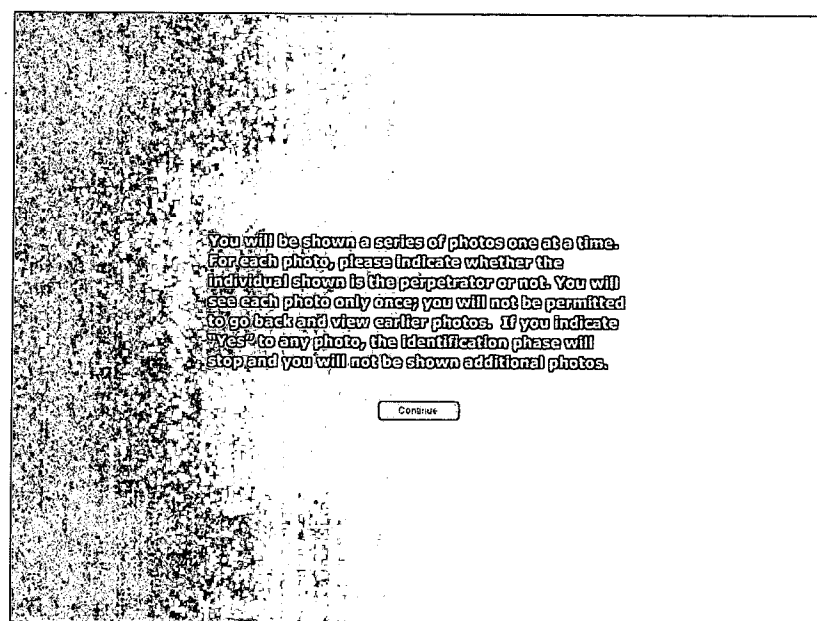 You will be shown a series of photos one at a time.
For each photo, please indicate whether the
individual shown is the perpetrator or not. You will
see each photo only once; you will not be permitted
to go back and view earlier photos.  If you indicate
"Yes" to any photo, the identification phase will
stop and you will not be shown additional photos.
Continue